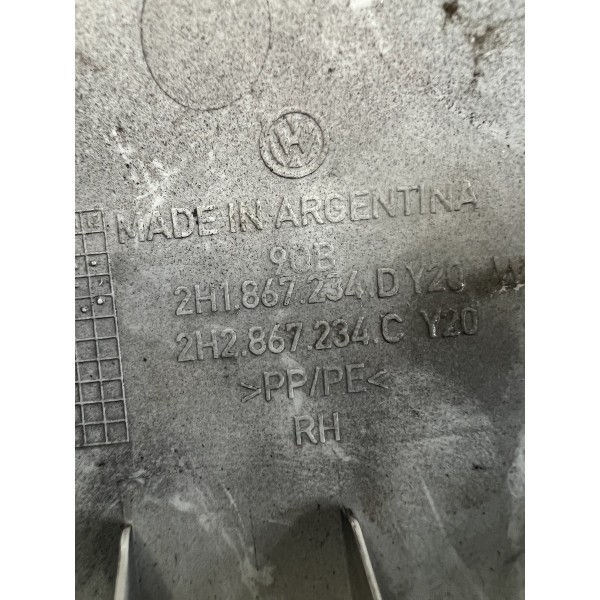 MADE IN ARGENTINA
90B
2H1.867.234.D Y20
2H2.867.234.C Y20
>PP/PE<
RH